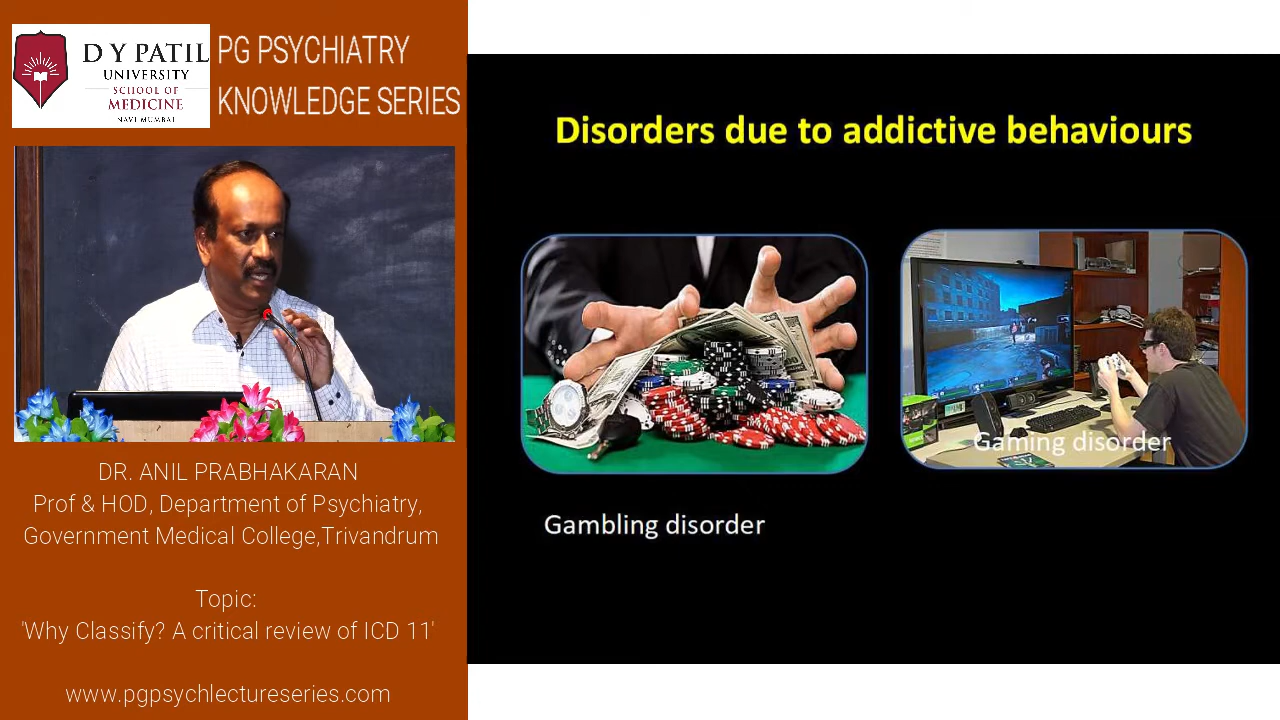 D Y PATIL
UNIVERSITY
SCHOOL OF
MEDICINE
NAVI MUMBAI
PG PSYCHIATRY
KNOWLEDGE SERIES
DR. ANIL PRABHAKARAN
Prof & HOD, Department of Psychiatry,
Government Medical College,Trivandrum
Topic:
'Why Classify? A critical review of ICD 11'
www.pgpsychlectureseries.com
Disorders due to addictive behaviours
Gaming disorder
Gambling disorder